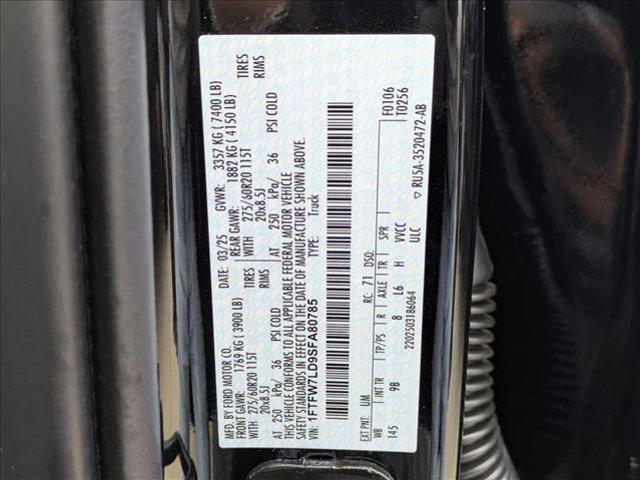 MFD. BY FORD MOTOR CO.
DATE: 03/25 GVWR: 3357 KG ( 7400 LB)
FRONT GAWR: 1769 KG ( 3900 LB) REAR GAWR: 1882 KG ( 4150 LB)
WITH 275/60R20 115T TIRES WITH 275/60R20 115T TIRES
20x8.5J RIMS 20x8.5J RIMS
AT 250 kPa/ 36 PSI COLD AT 250 kPa/ 36 PSI COLD
THIS VEHICLE CONFORMS TO ALL APPLICABLE FEDERAL MOTOR VEHICLE
SAFETY STANDARDS IN EFFECT ON THE DATE OF MANUFACTURE SHOWN ABOVE.
VIN: 1FTFW7LD9SFA80785 TYPE: Truck
F0106
T0256
EXT PNT: UM RC: 71 DSO:
WB INT TR TP/PS R AXLE TR SPR
145 9B 8 L6 H VVCC
ULC
2202503186064
▽ RU5A-3520472-AB